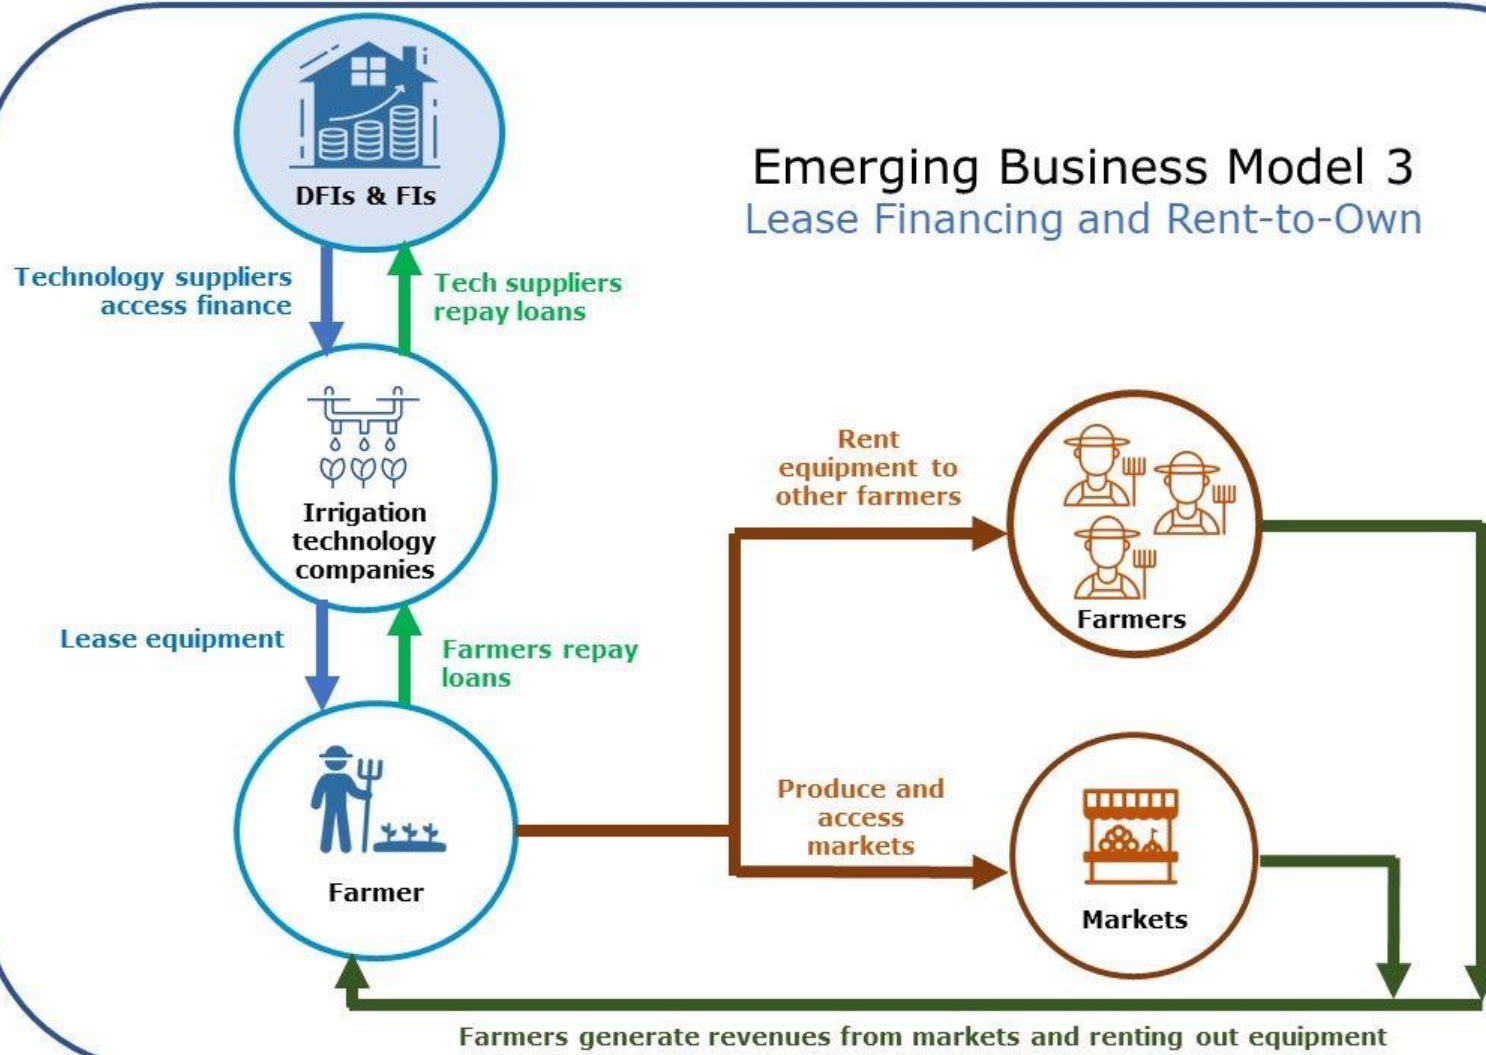 DFIs & FIs
Emerging Business Model 3
Lease Financing and Rent-to-Own
Technology suppliers
access finance
Tech suppliers
repay loans
Irrigation
technology
companies
Rent
equipment to
other farmers
Farmers
Lease equipment
Farmers repay
loans
Produce and
access
markets
Farmer
Markets
Farmers generate revenues from markets and renting out equipment